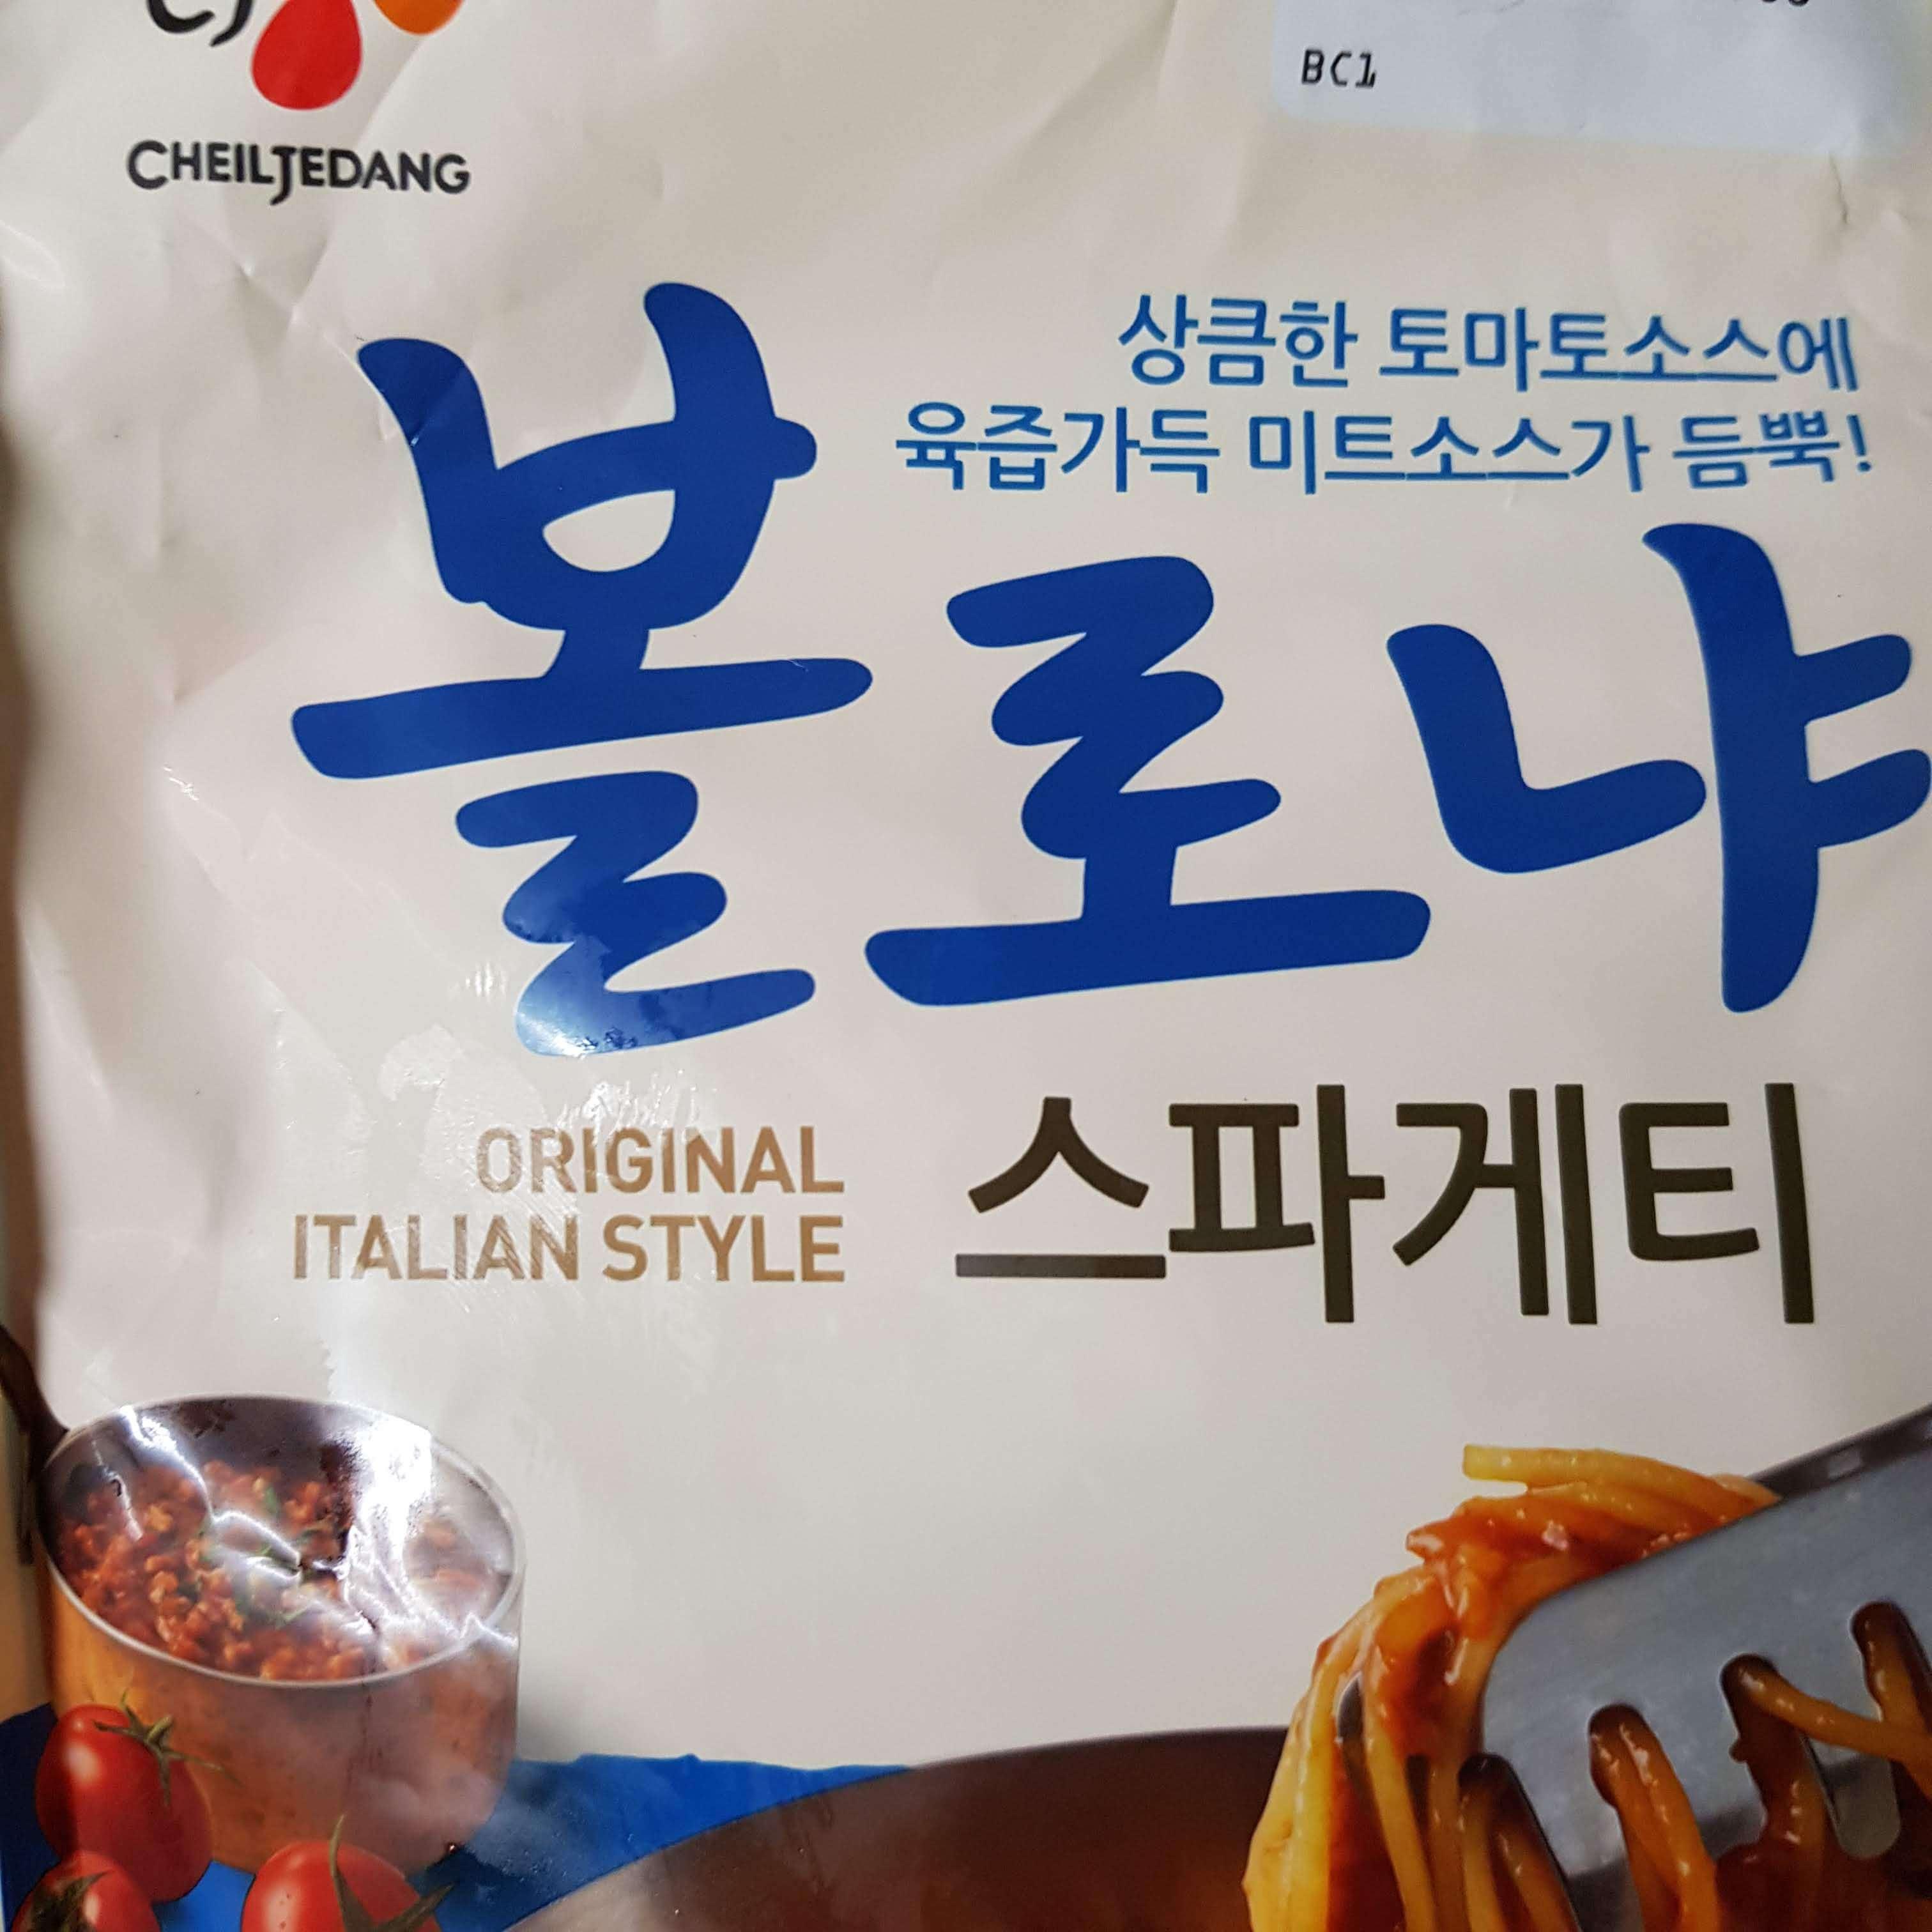 CJ
BC1
CHEILJEDANG
상큼한 토마토소스에
육즙가득 미트소스가 듬뿍!
볼로냐
ORIGINAL
ITALIAN STYLE
스파게티